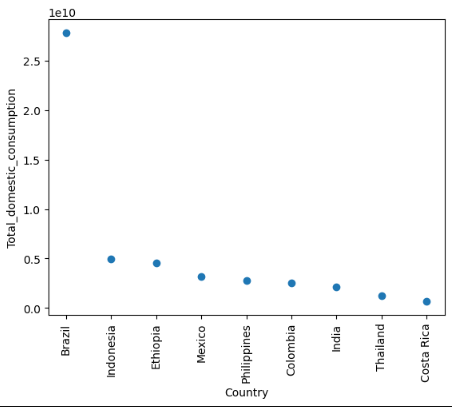 1e10
2.5
2.0
1.5
1.0
0.5
0.0
Total_domestic_consumption
Brazil
Indonesia
Ethiopia
Mexico
Philippines
Colombia
India
Thailand
Costa Rica
Country